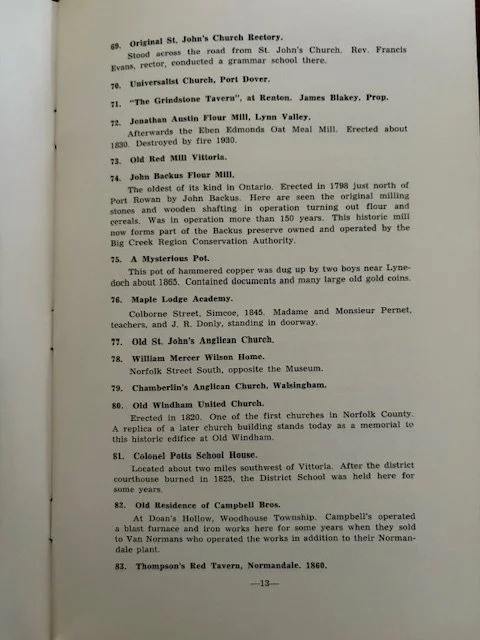 69. Original St. John's Church Rectory.
Stood across the road from St. John's Church. Rev. Francis
Evans, rector, conducted a grammar school there.
70. Universalist Church, Port Dover.
71. "The Grindstone Tavern", at Renton. James Blakey, Prop.
72. Jonathan Austin Flour Mill, Lynn Valley.
Afterwards the Eben Edmonds Oat Meal Mill. Erected about
1830. Destroyed by fire 1930.
73. Old Red Mill Vittoria.
74. John Backus Flour Mill.
The oldest of its kind in Ontario. Erected in 1798 just north of
Port Rowan by John Backus. Here are seen the original milling
stones and wooden shafting in operation turning out flour and
cereals. Was in operation more than 150 years. This historic mill
now forms part of the Backus preserve owned and operated by the
Big Creek Region Conservation Authority.
75. A Mysterious Pot.
This pot of hammered copper was dug up by two boys near Lyne-
doch about 1865. Contained documents and many large old gold coins.
76. Maple Lodge Academy.
Colborne Street, Simcoe, 1845. Madame and Monsieur Pernet,
teachers, and J. R. Donly, standing in doorway.
77. Old St. John's Anglican Church.
78. William Mercer Wilson Home.
Norfolk Street South, opposite the Museum.
79. Chamberlin's Anglican Church, Walsingham.
80. Old Windham United Church.
Erected in 1820. One of the first churches in Norfolk County.
A replica of a later church building stands today as a memorial to
this historic edifice at Old Windham.
81. Colonel Potts School House.
Located about two miles southwest of Vittoria. After the district
courthouse burned in 1825, the District School was held here for
some years.
82. Old Residence of Campbell Bros.
At Doan's Hollow, Woodhouse Township. Campbell's operated
a blast furnace and iron works here for some years when they sold
to Van Normans who operated the works in addition to their Norman-
dale plant.
83. Thompson's Red Tavern, Normandale. 1860.
—13—